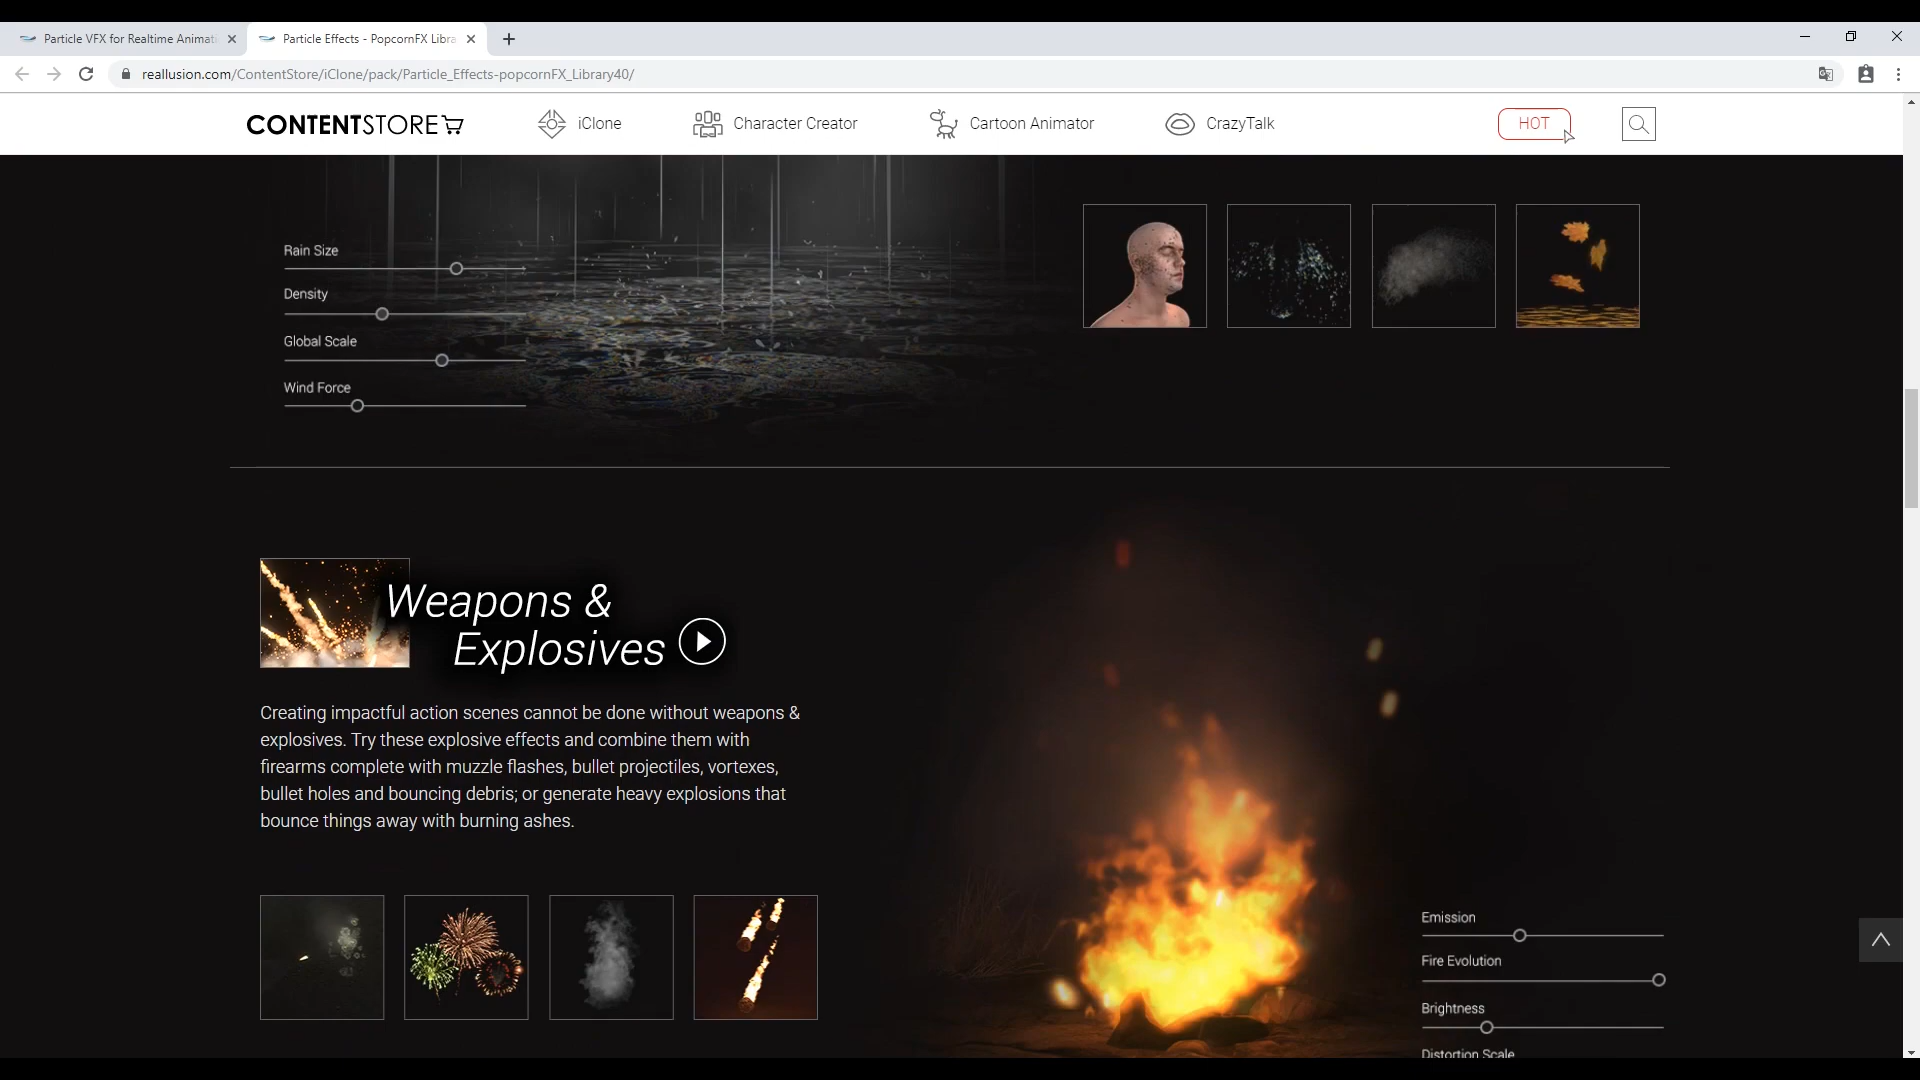 Particle VFX for Realtime Animati
Particle Effects - PopcornFX Libra
reallusion.com/ContentStore/iClone/pack/Particle_Effects-popcornFX_Library40/
CONTENTSTORE
iClone
Character Creator
Cartoon Animator
CrazyTalk
HOT
Rain Size
Density
Global Scale
Wind Force
Weapons &
Explosives
Creating impactful action scenes cannot be done without weapons &
explosives. Try these explosive effects and combine them with
firearms complete with muzzle flashes, bullet projectiles, vortexes,
bullet holes and bouncing debris; or generate heavy explosions that
bounce things away with burning ashes.
Emission
Fire Evolution
Brightness
Distortion Scale